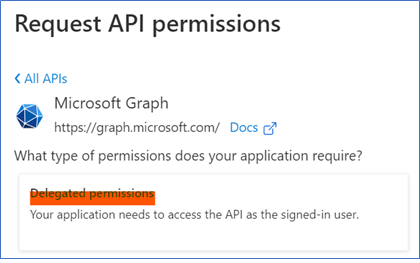 Request API permissions
All APIs
Microsoft Graph
https://graph.microsoft.com/ Docs
What type of permissions does your application require?
Delegated permissions
Your application needs to access the API as the signed-in user.